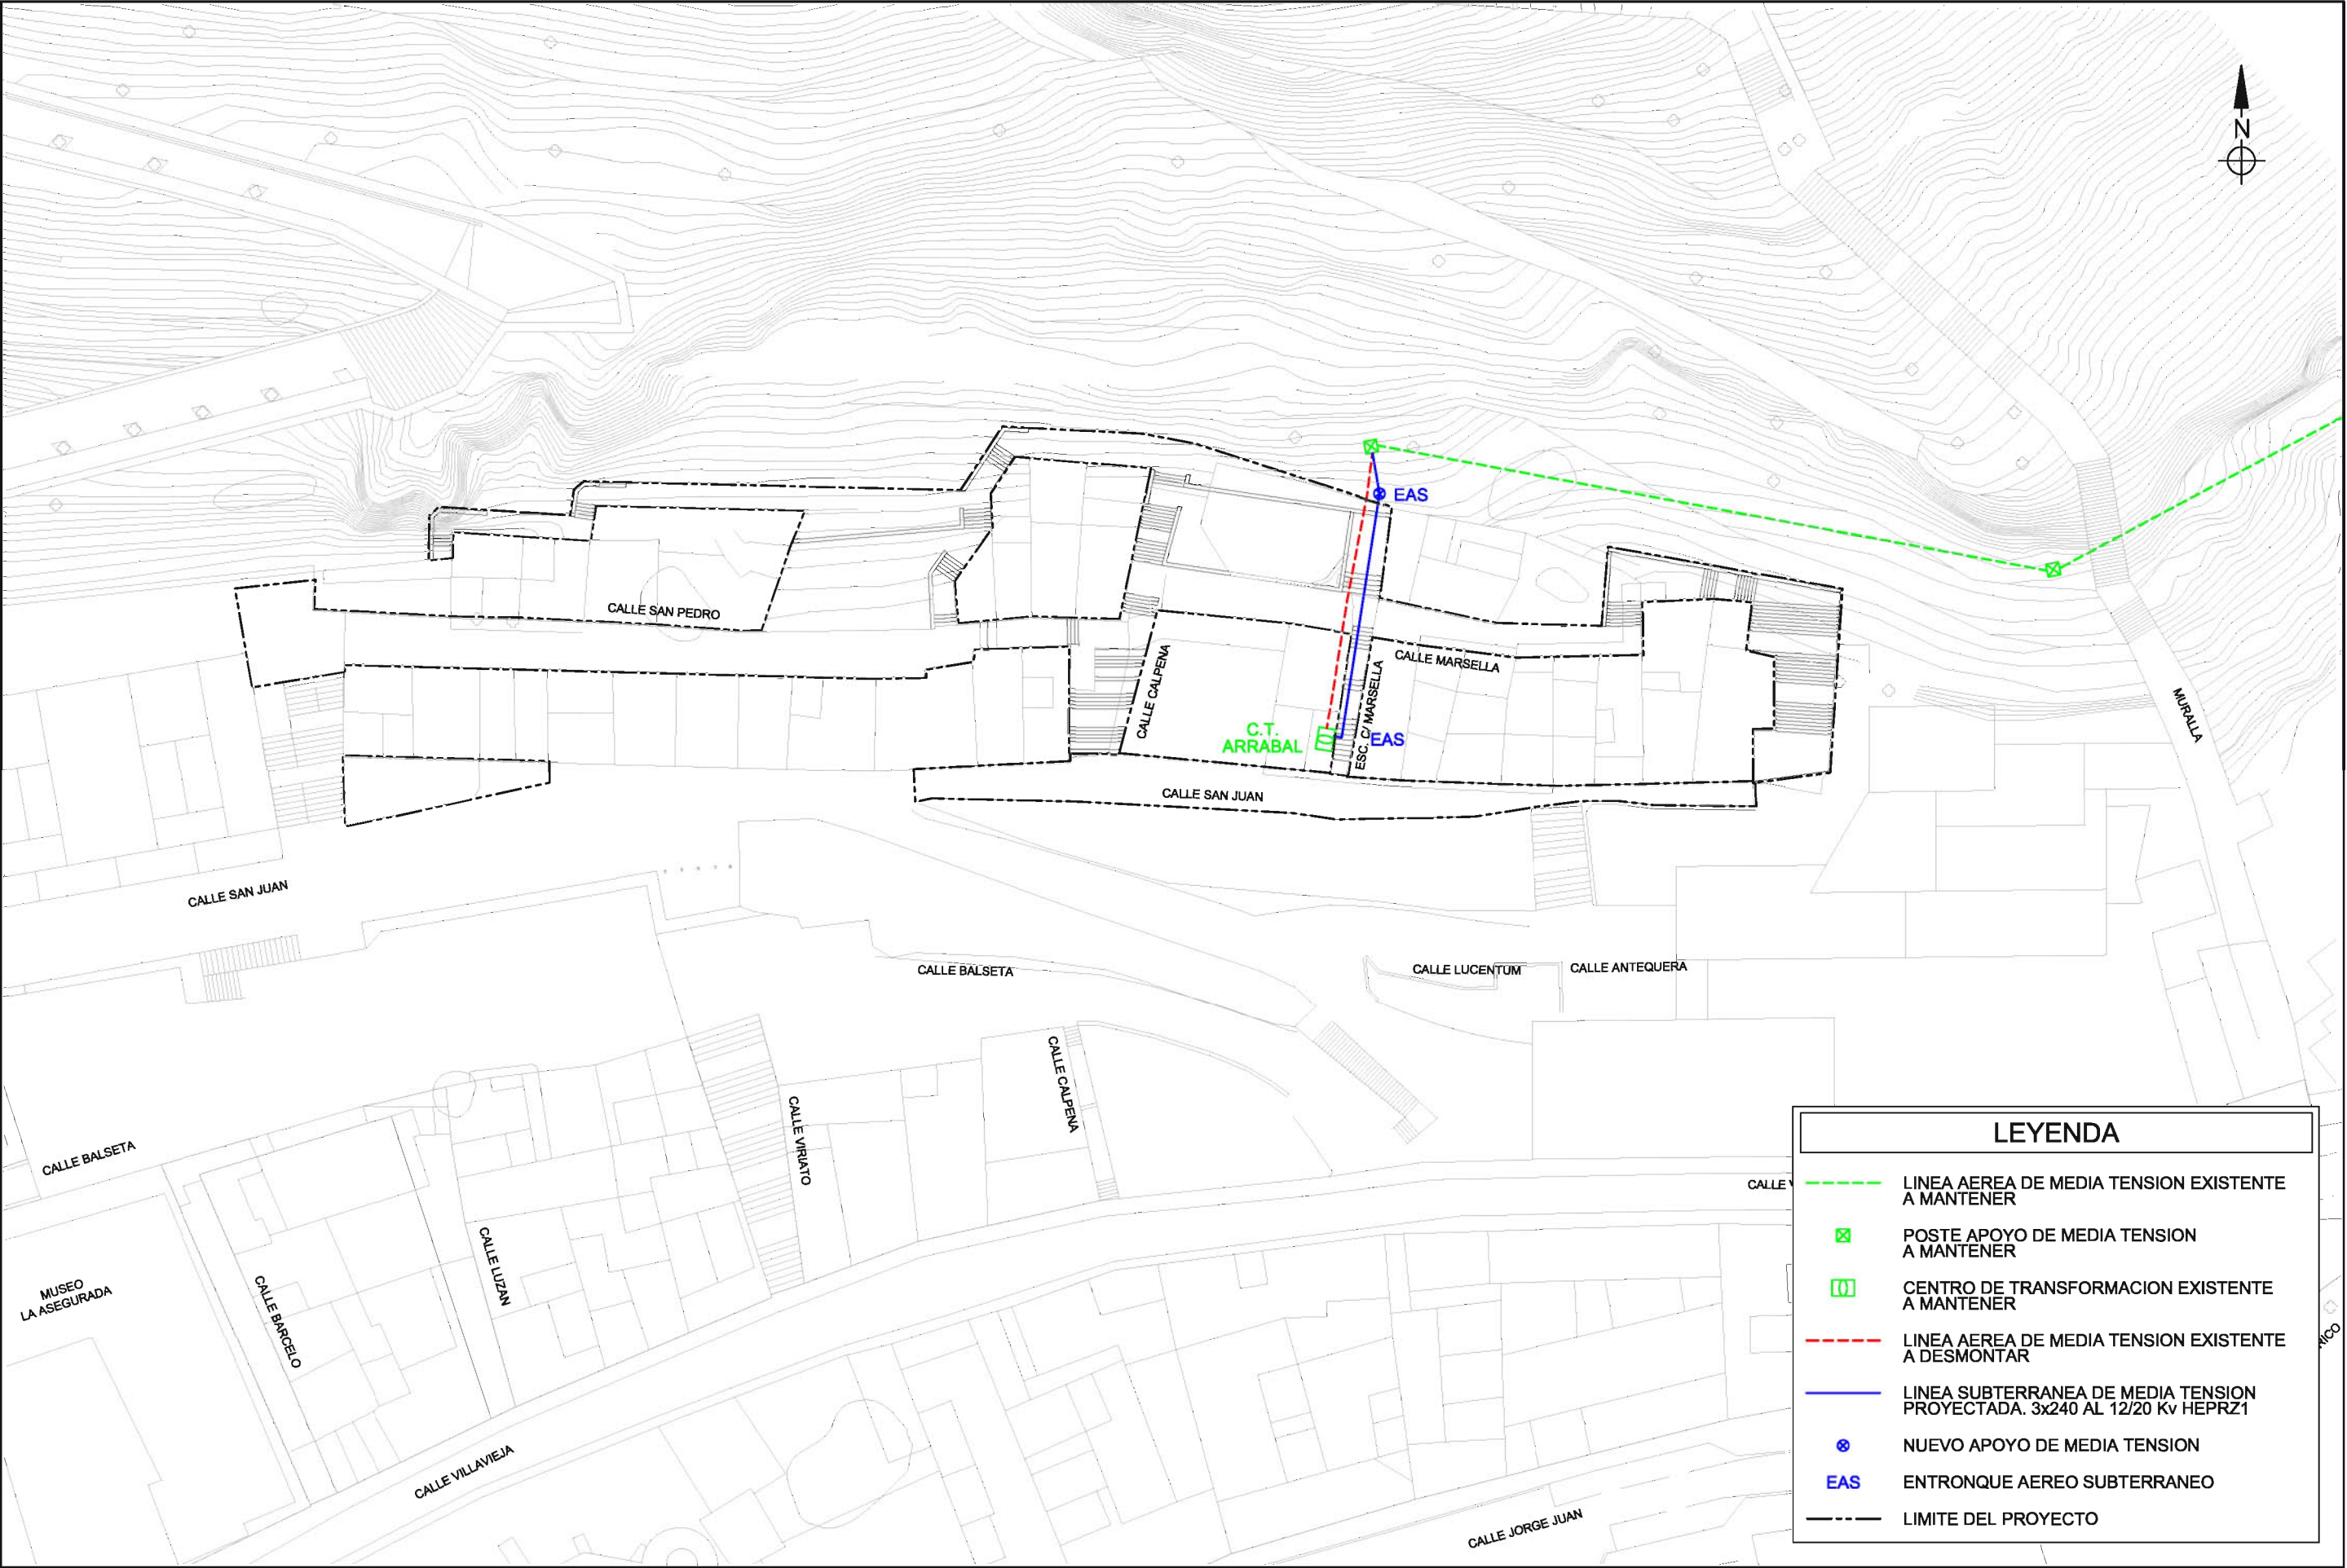 N
EAS
CALLE SAN PEDRO
CALLE CALPENA
CALLE MARSELLA
ESC. C/ MARSELLA
C.T.
ARRABAL
EAS
MURALLA
CALLE SAN JUAN
CALLE SAN JUAN
CALLE BALSETA
CALLE LUCENTUM
CALLE ANTEQUERA
CALLE CALPENA
CALLE VIRIATO
CALLE BALSETA
CALLE LUZAN
MUSEO
LA ASEGURADA
CALLE BARCELO
CALLE VILLAVIEJA
CALLE JORGE JUAN
CALLE
LEYENDA
LINEA AEREA DE MEDIA TENSION EXISTENTE
A MANTENER
POSTE APOYO DE MEDIA TENSION
A MANTENER
CENTRO DE TRANSFORMACION EXISTENTE
A MANTENER
LINEA AEREA DE MEDIA TENSION EXISTENTE
A DESMONTAR
LINEA SUBTERRANEA DE MEDIA TENSION
PROYECTADA. 3x240 AL 12/20 Kv HEPRZ1
NUEVO APOYO DE MEDIA TENSION
EAS ENTRONQUE AEREO SUBTERRANEO
LIMITE DEL PROYECTO